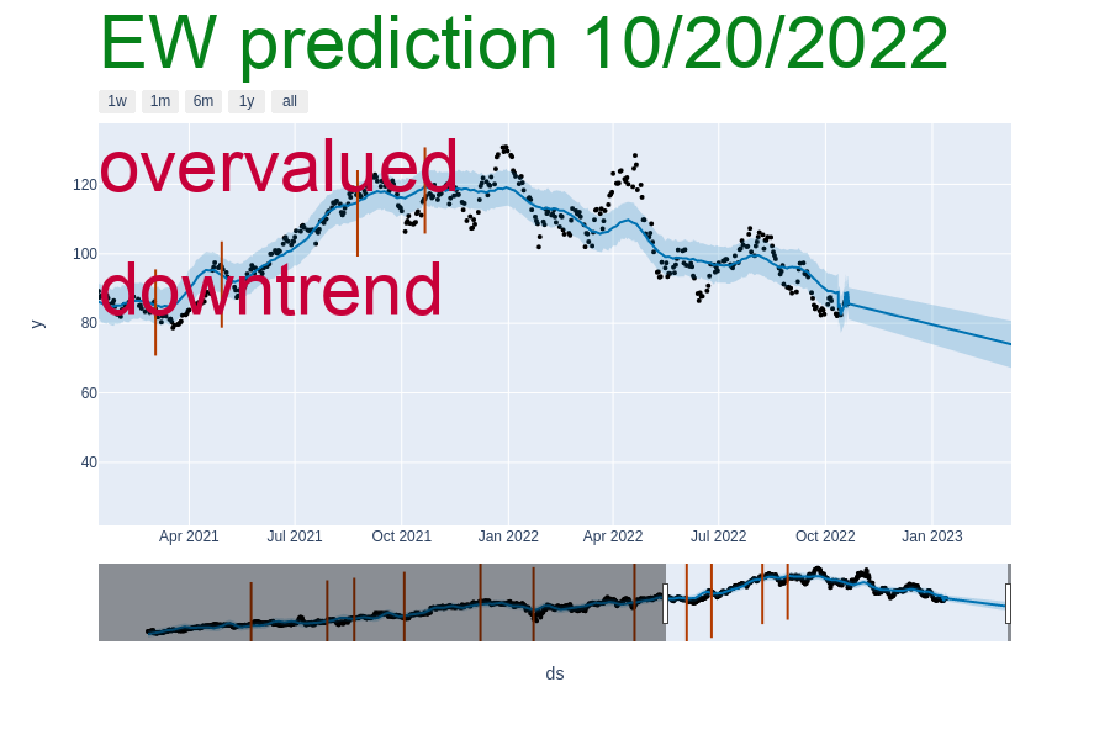 EW prediction 10/20/2022
1w 1m 6m 1y all
overvalued
120
100
downtrend
80
60
40
y
Apr 2021 Jul 2021 Oct 2021 Jan 2022 Apr 2022 Jul 2022 Oct 2022 Jan 2023
ds